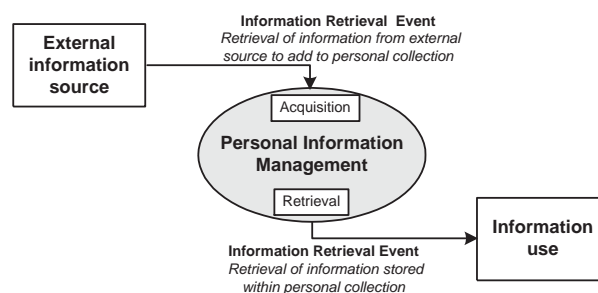 Information Retrieval Event
Retrieval of information from external
source to add to personal collection
External
information
source
Acquisition
Personal Information
Management
Retrieval
Information
use
Information Retrieval Event
Retrieval of information stored
within personal collection